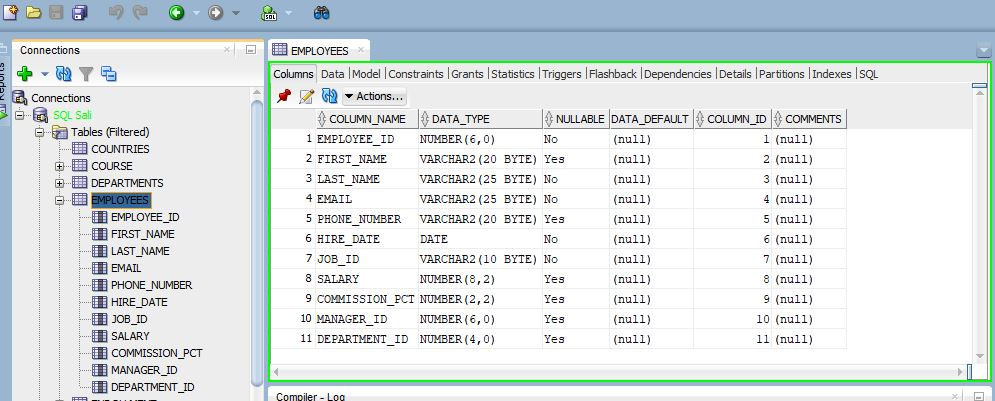 SQL
Reports
Connections
Connections
SQL Sali
Tables (Filtered)
COUNTRIES
COURSE
DEPARTMENTS
EMPLOYEES
EMPLOYEE_ID
FIRST_NAME
LAST_NAME
EMAIL
PHONE_NUMBER
HIRE_DATE
JOB_ID
SALARY
COMMISSION_PCT
MANAGER_ID
DEPARTMENT_ID
EMPLOYEES
Columns Data Model Constraints Grants Statistics Triggers Flashback Dependencies Details Partitions Indexes SQL
Actions...
COLUMN_NAME DATA_TYPE NULLABLE DATA_DEFAULT COLUMN_ID COMMENTS
1 EMPLOYEE_ID NUMBER(6,0) No (null) 1 (null)
2 FIRST_NAME VARCHAR2(20 BYTE) Yes (null) 2 (null)
3 LAST_NAME VARCHAR2(25 BYTE) No (null) 3 (null)
4 EMAIL VARCHAR2(25 BYTE) No (null) 4 (null)
5 PHONE_NUMBER VARCHAR2(20 BYTE) Yes (null) 5 (null)
6 HIRE_DATE DATE No (null) 6 (null)
7 JOB_ID VARCHAR2(10 BYTE) No (null) 7 (null)
8 SALARY NUMBER(8,2) Yes (null) 8 (null)
9 COMMISSION_PCT NUMBER(2,2) Yes (null) 9 (null)
10 MANAGER_ID NUMBER(6,0) Yes (null) 10 (null)
11 DEPARTMENT_ID NUMBER(4,0) Yes (null) 11 (null)
Compiler - Log